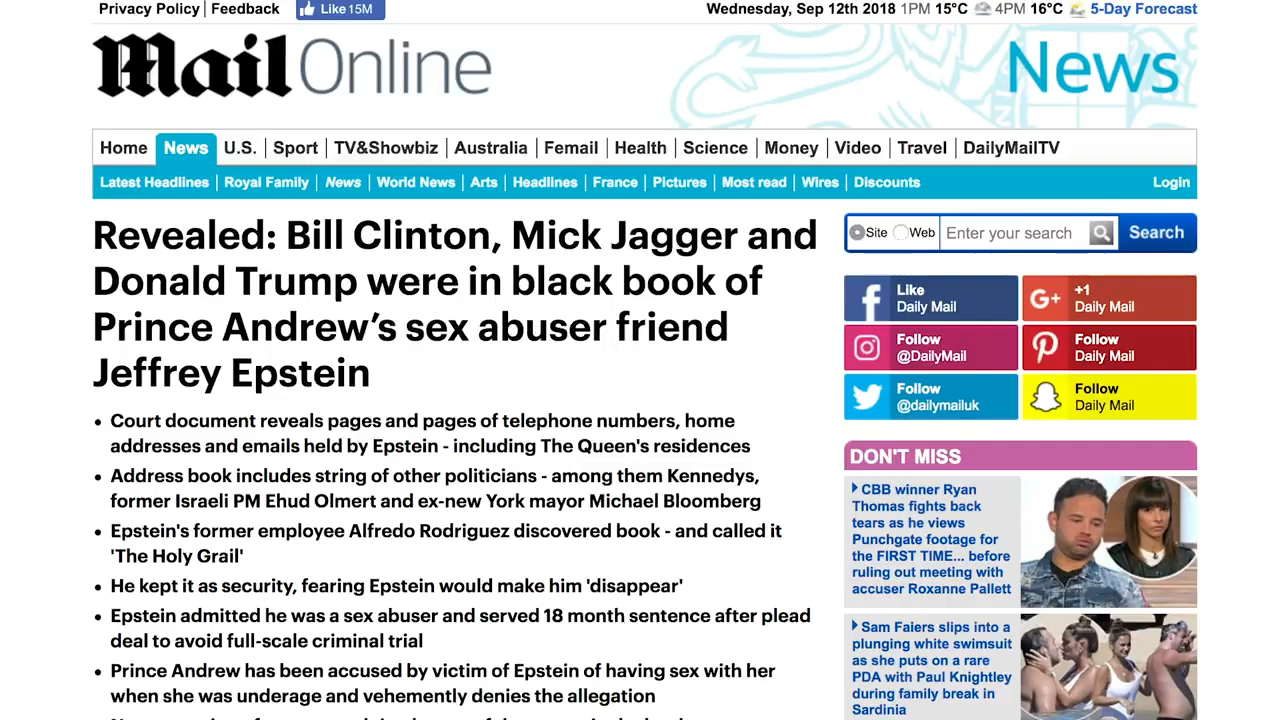 Privacy Policy Feedback Like 15M Wednesday, Sep 12th 2018 1PM 15°C 4PM 16°C 5-Day Forecast
Mail Online News
Home News U.S. Sport TV&Showbiz Australia Femail Health Science Money Video Travel DailyMailTV
Latest Headlines Royal Family News World News Arts Headlines France Pictures Most read Wires Discounts Login
Revealed: Bill Clinton, Mick Jagger and
Donald Trump were in black book of
Prince Andrew's sex abuser friend
Jeffrey Epstein
• Court document reveals pages and pages of telephone numbers, home
addresses and emails held by Epstein - including The Queen's residences
• Address book includes string of other politicians - among them Kennedys,
former Israeli PM Ehud Olmert and ex-new York mayor Michael Bloomberg
• Epstein's former employee Alfredo Rodriguez discovered book - and called it
'The Holy Grail'
• He kept it as security, fearing Epstein would make him 'disappear'
• Epstein admitted he was a sex abuser and served 18 month sentence after plead
deal to avoid full-scale criminal trial
• Prince Andrew has been accused by victim of Epstein of having sex with her
when she was underage and vehemently denies the allegation
Site Web Enter your search Search
Like
Daily Mail
G+ +1
Daily Mail
Follow
@DailyMail
Follow
Daily Mail
Follow
@dailymailuk
Follow
Daily Mail
DON'T MISS
CBB winner Ryan
Thomas fights back
tears as he views
Punchgate footage for
the FIRST TIME... before
ruling out meeting with
accuser Roxanne Pallett
Sam Faiers slips into a
plunging white swimsuit
as she puts on a rare
PDA with Paul Knightley
during family break in
Sardinia